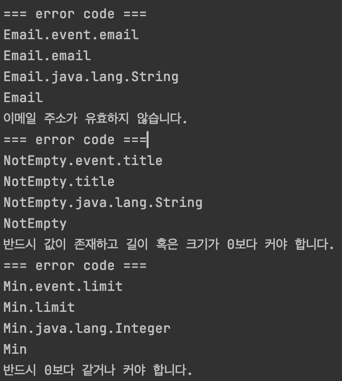 === error code ===
Email.event.email
Email.email
Email.java.lang.String
Email
이메일 주소가 유효하지 않습니다.
=== error code ===
NotEmpty.event.title
NotEmpty.title
NotEmpty.java.lang.String
NotEmpty
반드시 값이 존재하고 길이 혹은 크기가 0보다 커야 합니다.
=== error code ===
Min.event.limit
Min.limit
Min.java.lang.Integer
Min
반드시 0보다 같거나 커야 합니다.